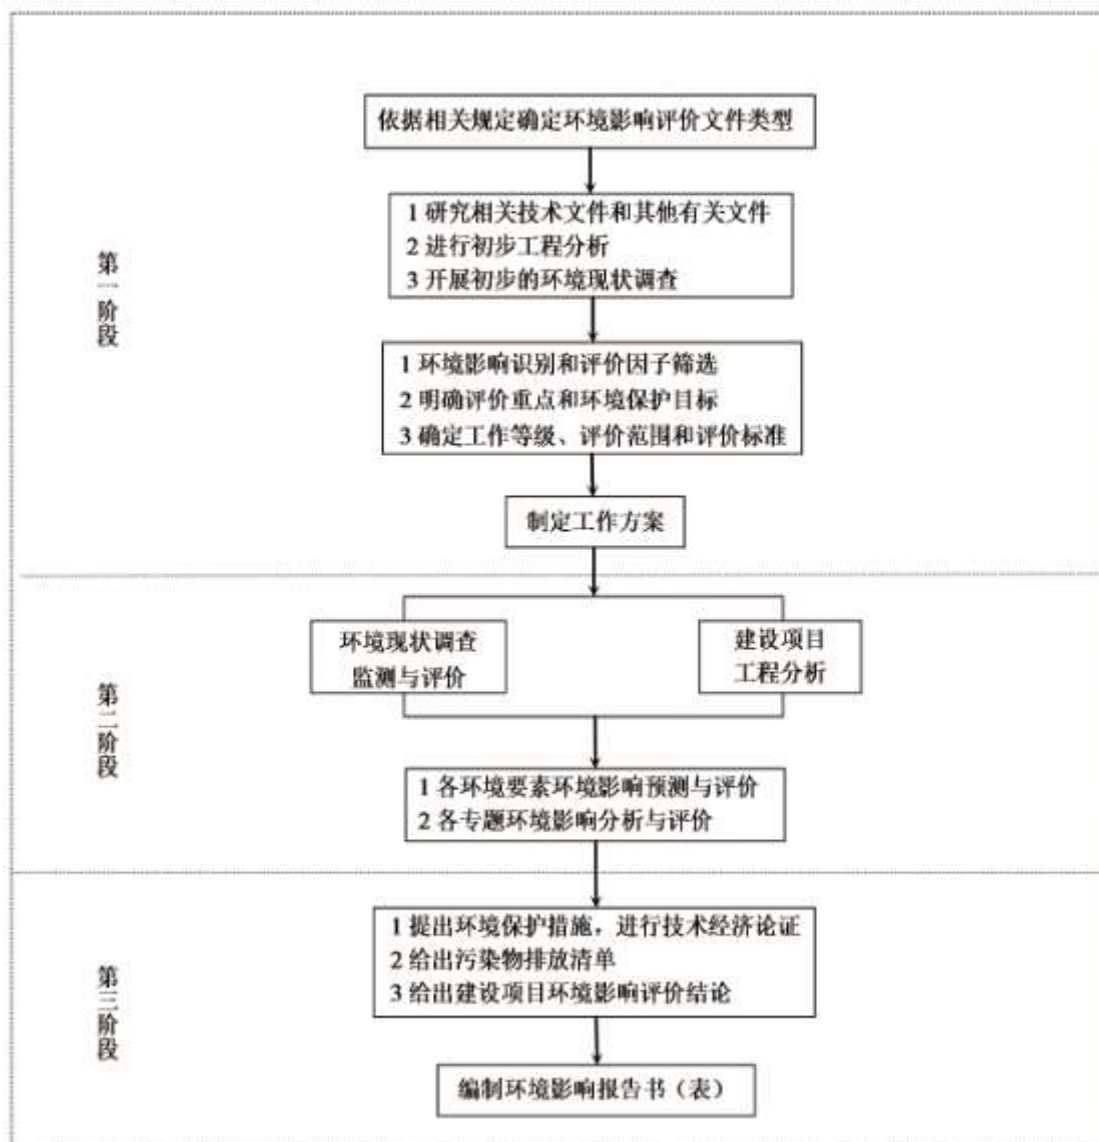 依据相关规定确定环境影响评价文件类型
1 研究相关技术文件和其他有关文件
2 进行初步工程分析
3 开展初步的环境现状调查
第一阶段
1 环境影响识别和评价因子筛选
2 明确评价重点和环境保护目标
3 确定工作等级、评价范围和评价标准
制定工作方案
环境现状调查
监测与评价
建设项目
工程分析
第二阶段
1 各环境要素环境影响预测与评价
2 各专题环境影响分析与评价
1 提出环境保护措施，进行技术经济论证
2 给出污染物排放清单
3 给出建设项目环境影响评价结论
第三阶段
编制环境影响报告书（表）